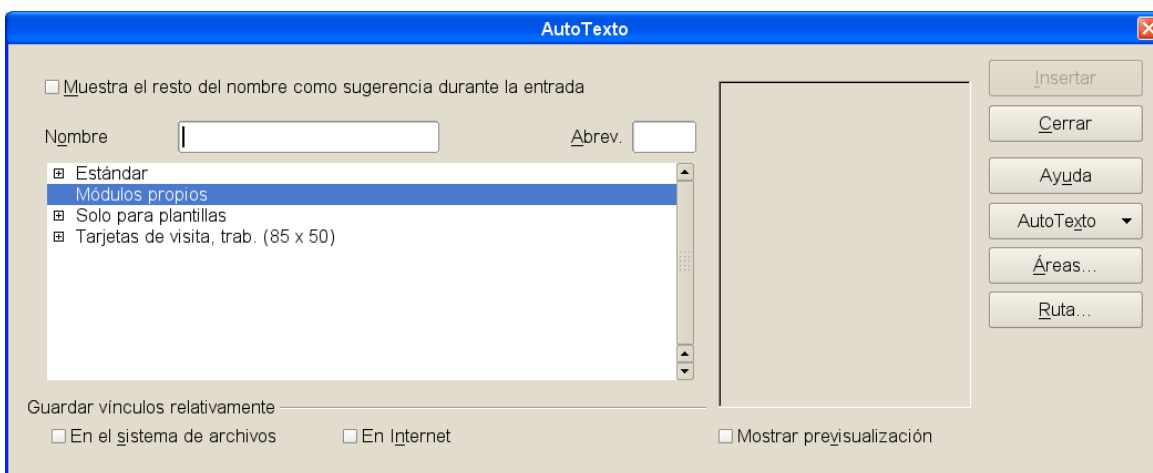 AutoTexto
Muestra el resto del nombre como sugerencia durante la entrada
Nombre
Abrev.
Estándar
Módulos propios
Solo para plantillas
Tarjetas de visita, trab. (85 x 50)
Insertar
Cerrar
Ayuda
AutoTexto
Áreas...
Ruta...
Guardar vínculos relativamente
En el sistema de archivos
En Internet
Mostrar previsualización